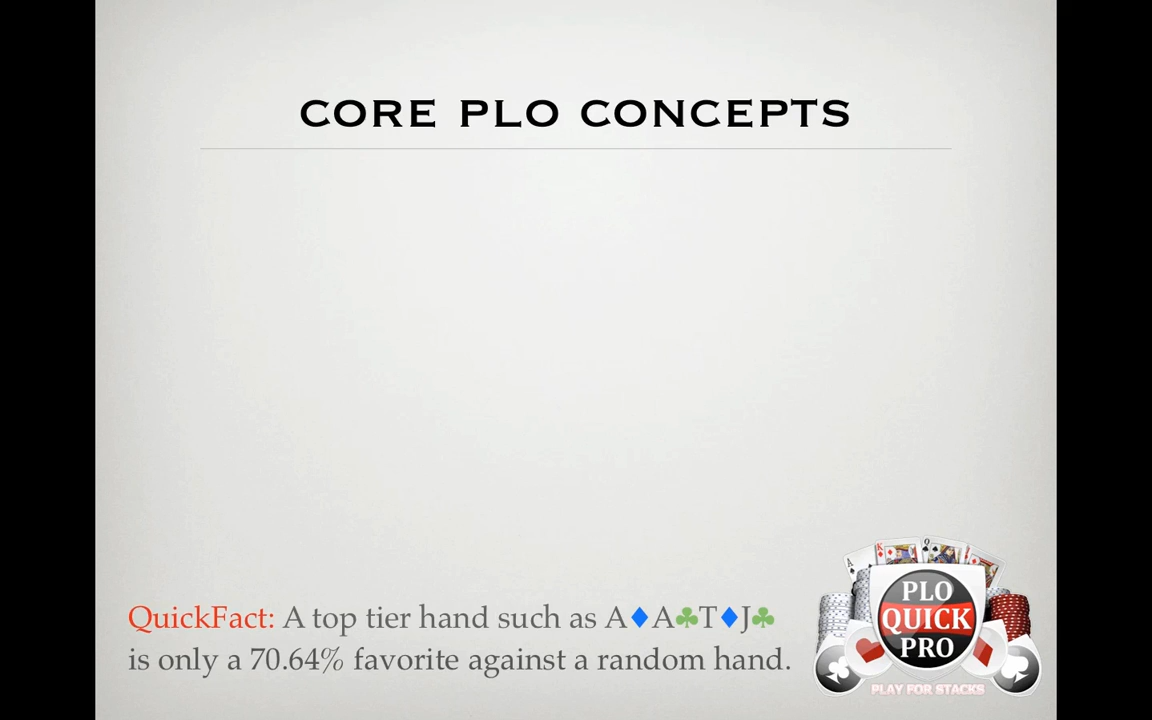 CORE PLO CONCEPTS
QuickFact: A top tier hand such as A♦A♣T♦J♣
is only a 70.64% favorite against a random hand.
A K Q
PLO
QUICK
PRO
PLAY FOR STACKS